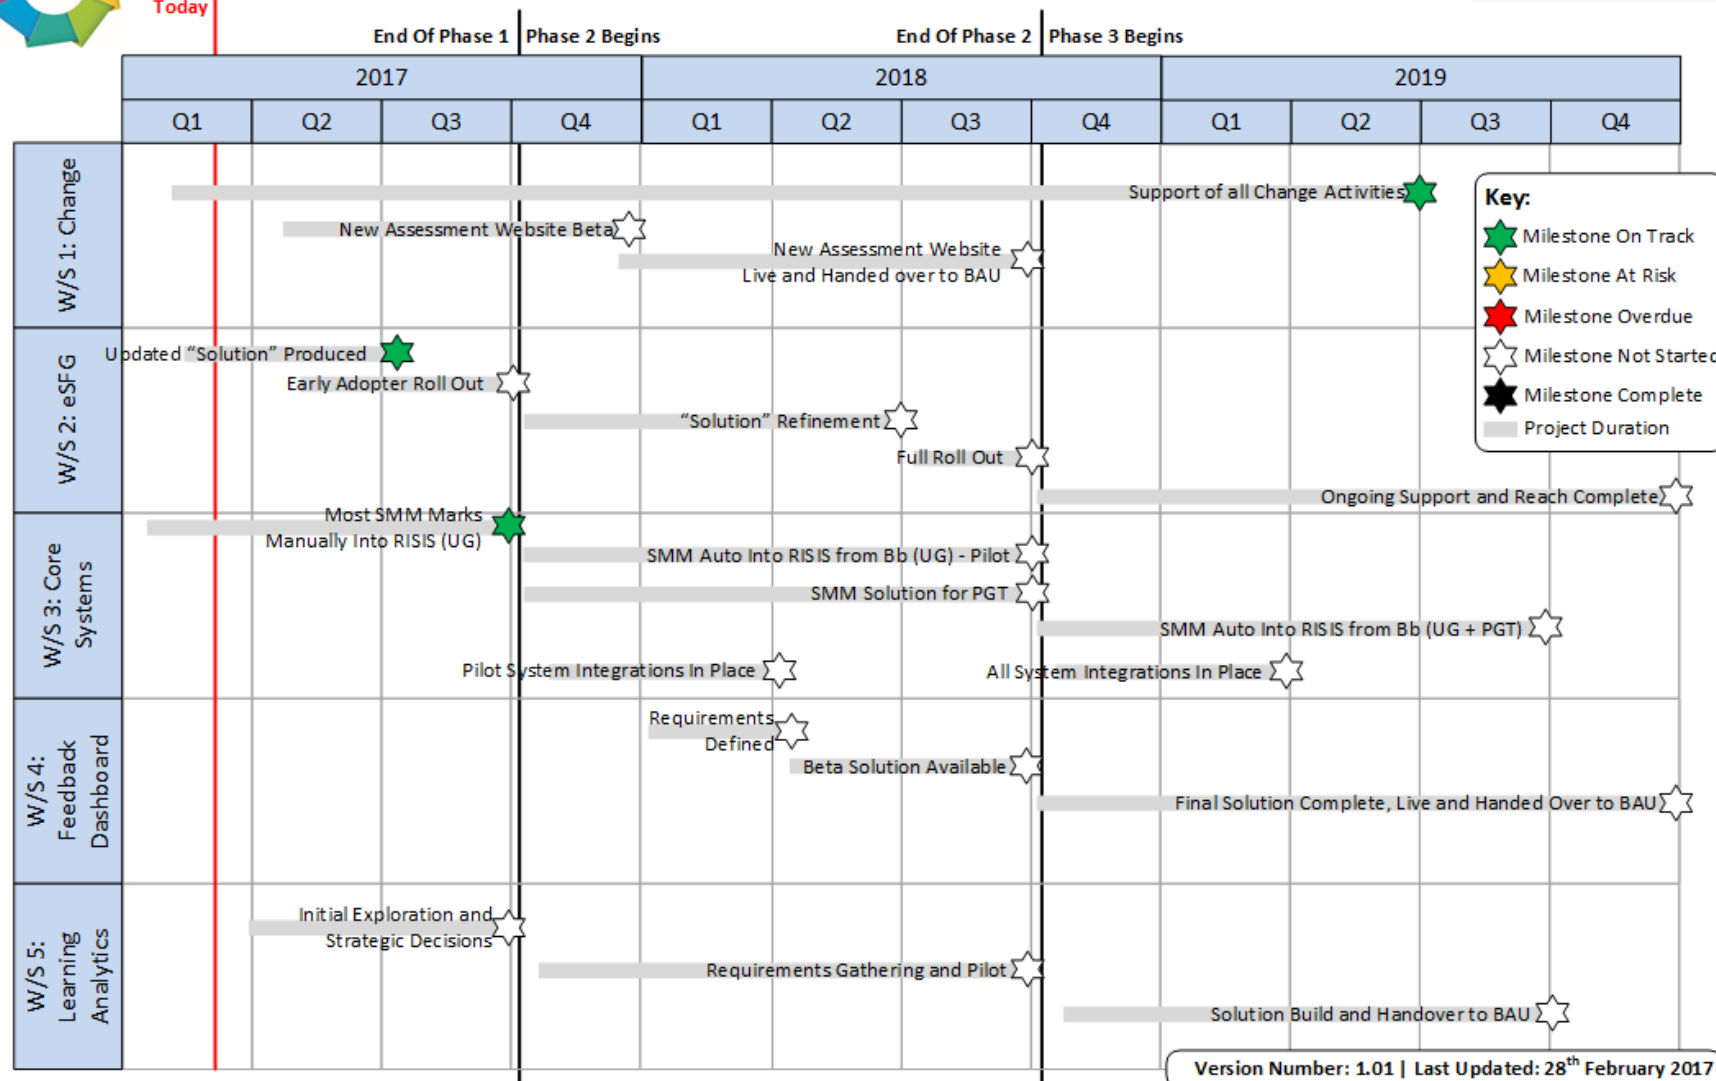 Today
End Of Phase 1
Phase 2 Begins
End Of Phase 2
Phase 3 Begins
2017
2018
2019
Q1
Q2
Q3
Q4
Q1
Q2
Q3
Q4
Q1
Q2
Q3
Q4
W/S 1: Change
Support of all Change Activities
New Assessment Website Beta
New Assessment Website
Live and Handed over to BAU
Key:
Milestone On Track
Milestone At Risk
Milestone Overdue
Milestone Not Started
Milestone Complete
Project Duration
W/S 2: eSFG
Updated “Solution” Produced
Early Adopter Roll Out
“Solution” Refinement
Full Roll Out
Ongoing Support and Reach Complete
W/S 3: Core
Systems
Most SMM Marks
Manually Into RISIS (UG)
SMM Auto Into RISIS from Bb (UG) - Pilot
SMM Solution for PGT
SMM Auto Into RISIS from Bb (UG + PGT)
Pilot System Integrations In Place
All System Integrations In Place
W/S 4:
Feedback
Dashboard
Requirements
Defined
Beta Solution Available
Final Solution Complete, Live and Handed Over to BAU
W/S 5:
Learning
Analytics
Initial Exploration and
Strategic Decisions
Requirements Gathering and Pilot
Solution Build and Handover to BAU
Version Number: 1.01 | Last Updated: 28th February 2017